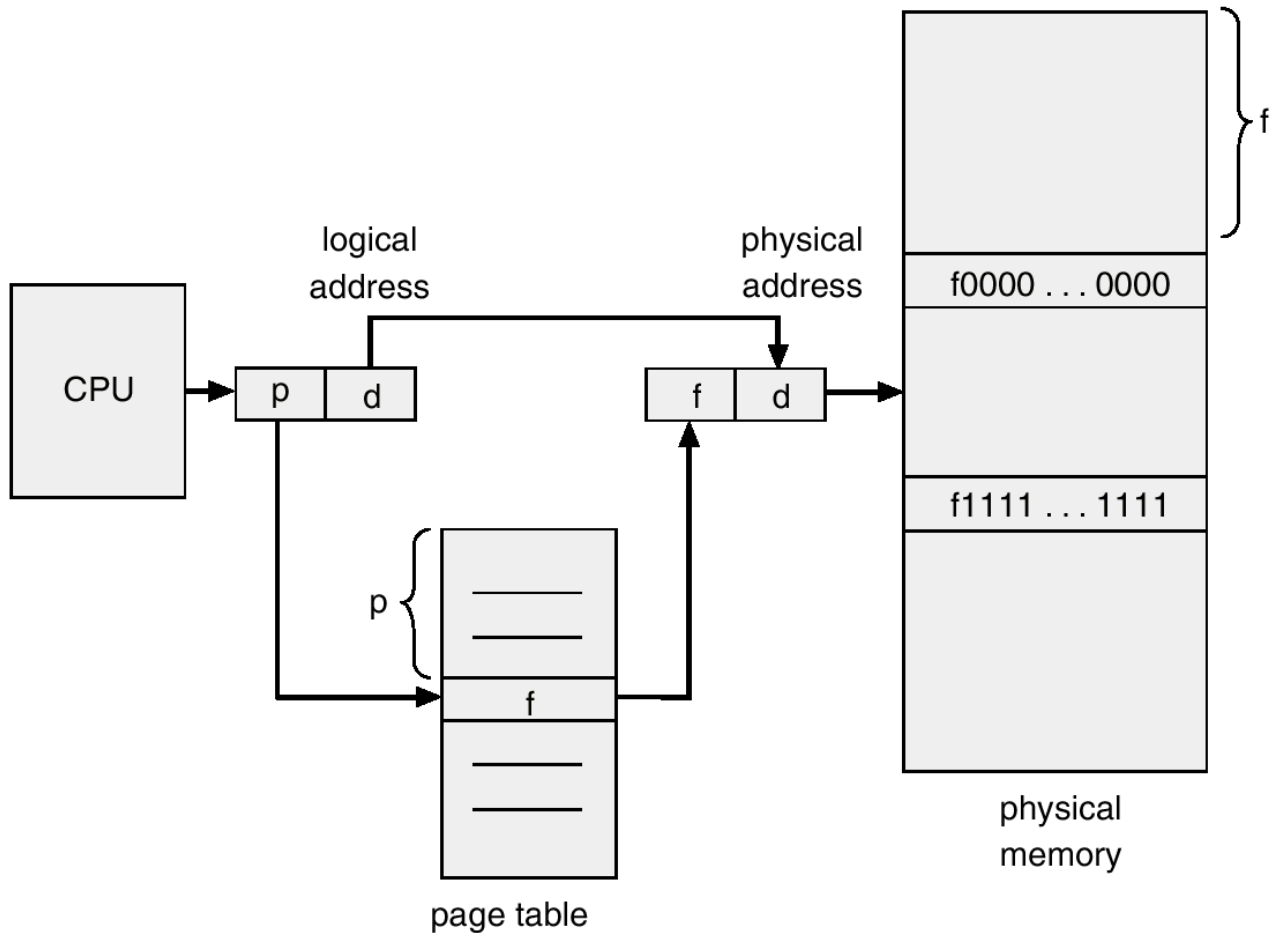 f
logical
address
physical
address
f0000 . . . 0000
CPU
p
d
f
d
f1111 . . . 1111
p
f
physical
memory
page table